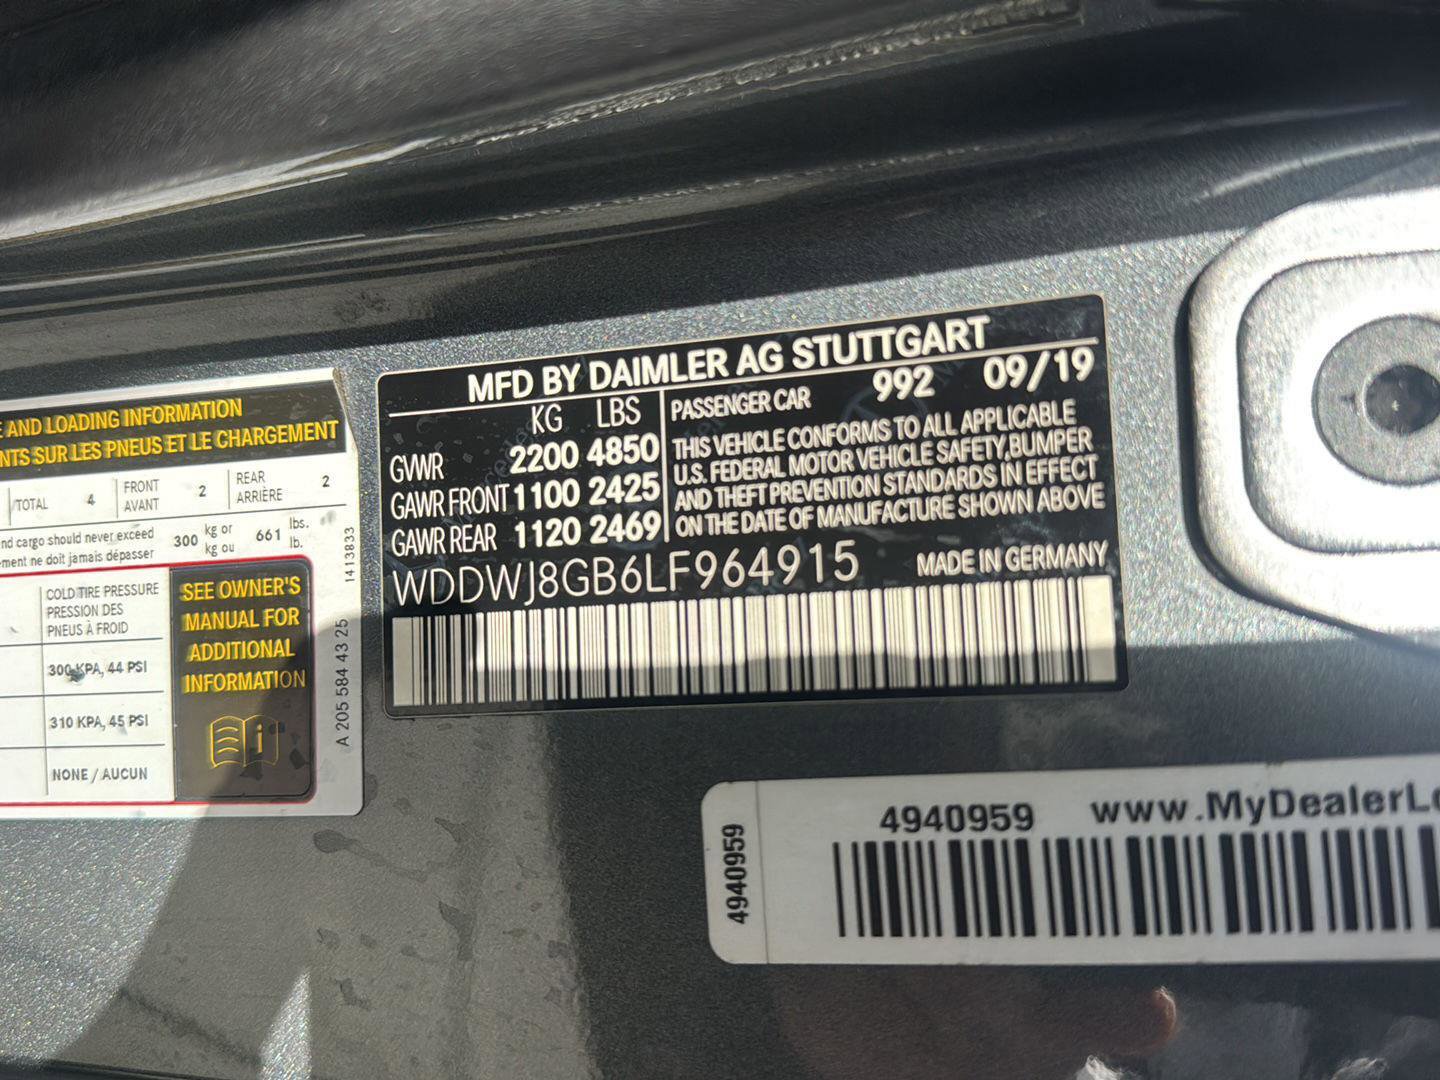 E AND LOADING INFORMATION
NTS SUR LES PNEUS ET LE CHARGEMENT
TOTAL 4 FRONT AVANT 2 REAR ARRIÈRE 2
nd cargo should never exceed 300 kg or 661 lbs.
ement ne doit jamais dépasser kg ou lb.
COLD TIRE PRESSURE
PRESSION DES
PNEUS À FROID
300 KPA, 44 PSI
310 KPA, 45 PSI
NONE / AUCUN
SEE OWNER'S
MANUAL FOR
ADDITIONAL
INFORMATION
i
1413833
A 205 584 43 25
MFD BY DAIMLER AG STUTTGART
KG LBS
GVWR 2200 4850
GAWR FRONT 1100 2425
GAWR REAR 1120 2469
PASSENGER CAR 992 09/19
THIS VEHICLE CONFORMS TO ALL APPLICABLE
U.S. FEDERAL MOTOR VEHICLE SAFETY,BUMPER
AND THEFT PREVENTION STANDARDS IN EFFECT
ON THE DATE OF MANUFACTURE SHOWN ABOVE
WDDWJ8GB6LF964915 MADE IN GERMANY
4940959
4940959 www.MyDealerLo